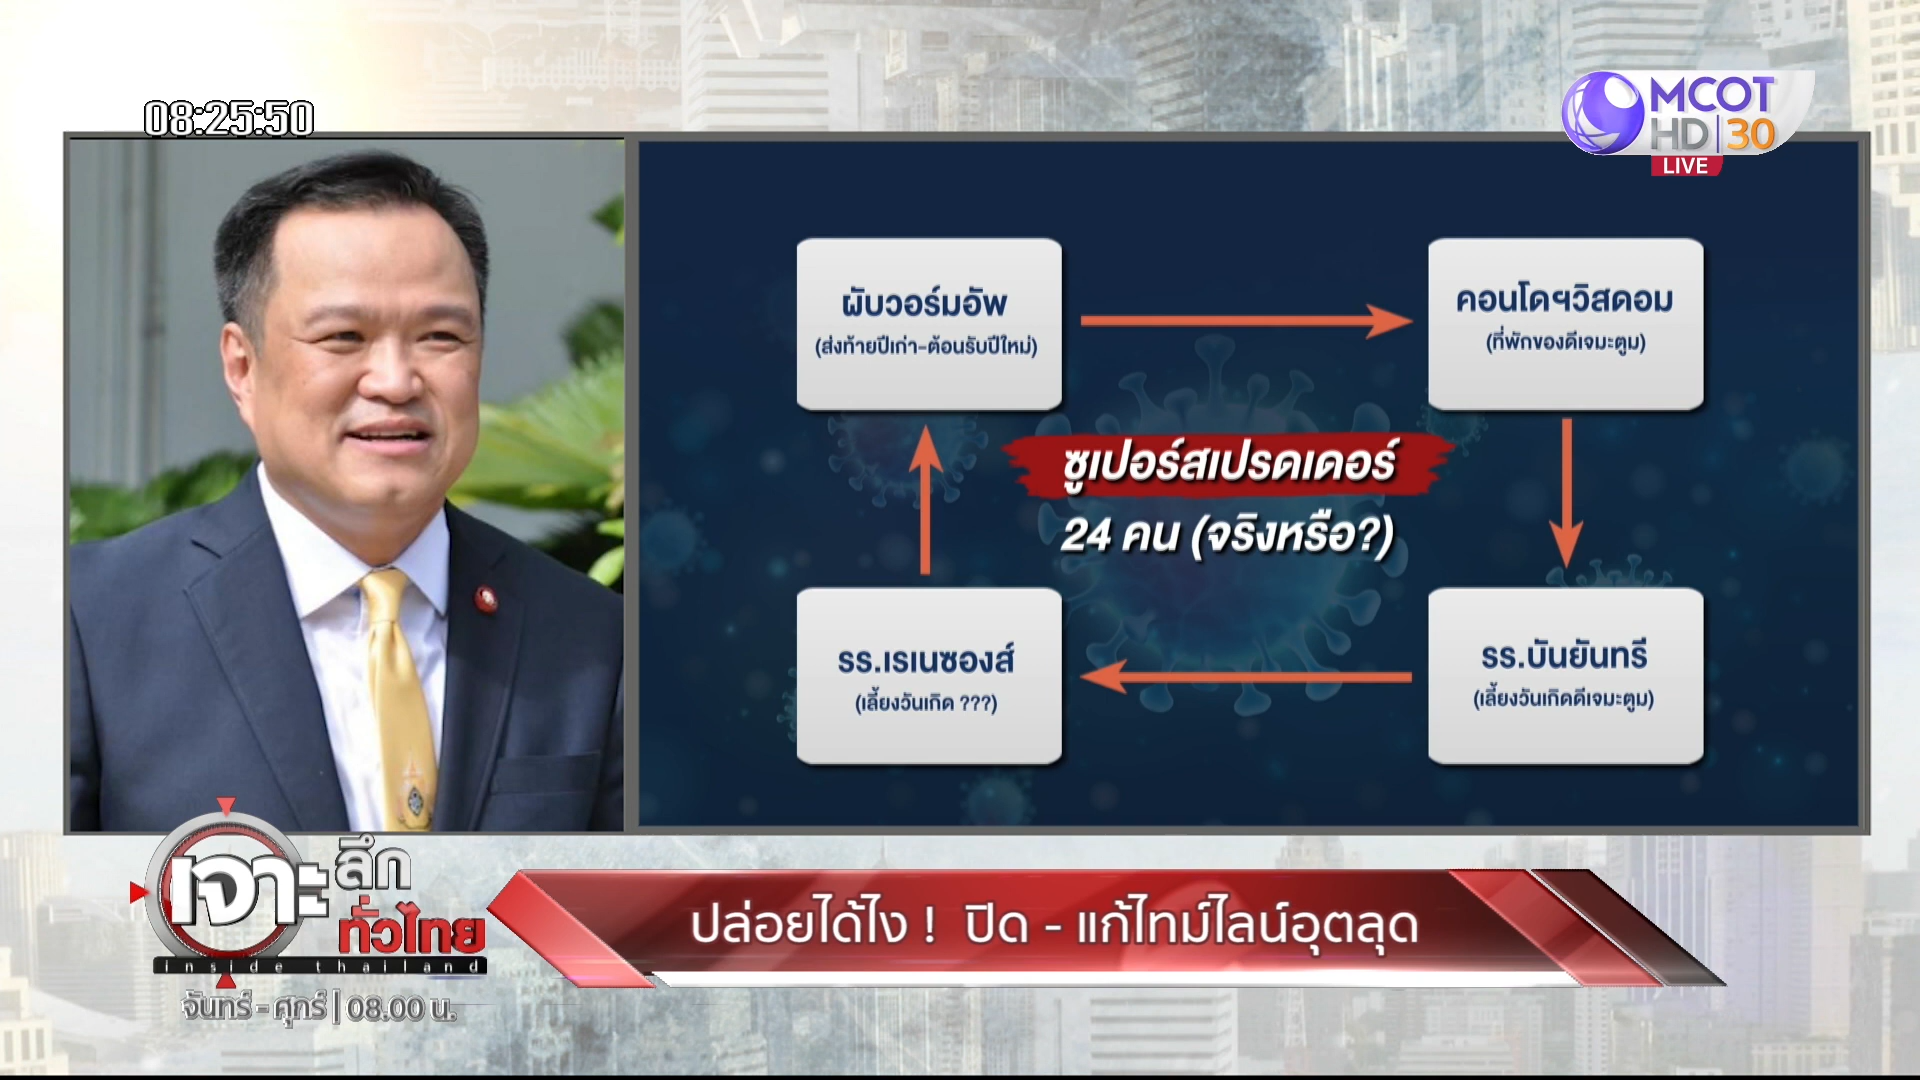 08:25:50
MCOT
HD 30
LIVE
ผับวอร์มอัพ
(ส่งท้ายปีเก่า-ต้อนรับปีใหม่)
คอนโดฯวิสดอม
(ที่พักของดีเจมะตูม)
ซูเปอร์สเปรดเดอร์
24 คน (จริงหรือ?)
รร.เรเนซองส์
(เลี้ยงวันเกิด ???)
รร.บันยันทรี
(เลี้ยงวันเกิดดีเจมะตูม)
เจาะลึก
ทั่วไทย
inside thailand
จันทร์ - ศุกร์ | 08.00 น.
ปล่อยได้ไง ! ปิด - แก้ไทม์ไลน์อุตลุด